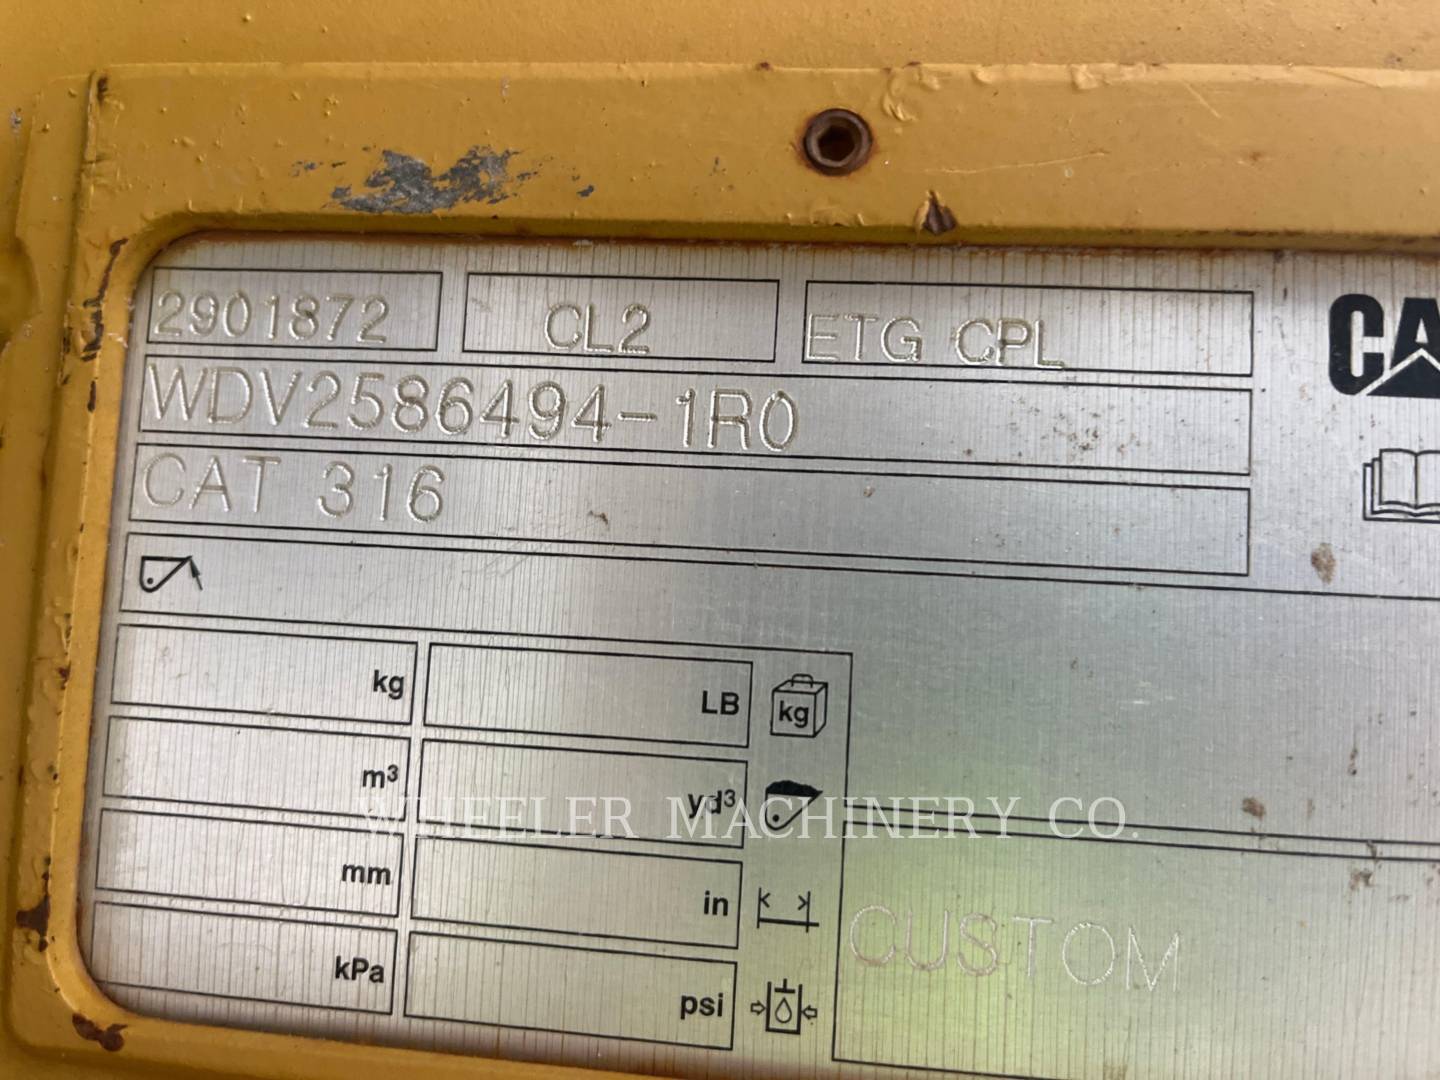 2901872 CL2 ETG CPL
WDV2586494-1R0
CAT 316
kg LB kg
m³ yd³
WHEELER MACHINERY CO.
mm in
CUSTOM
kPa psi